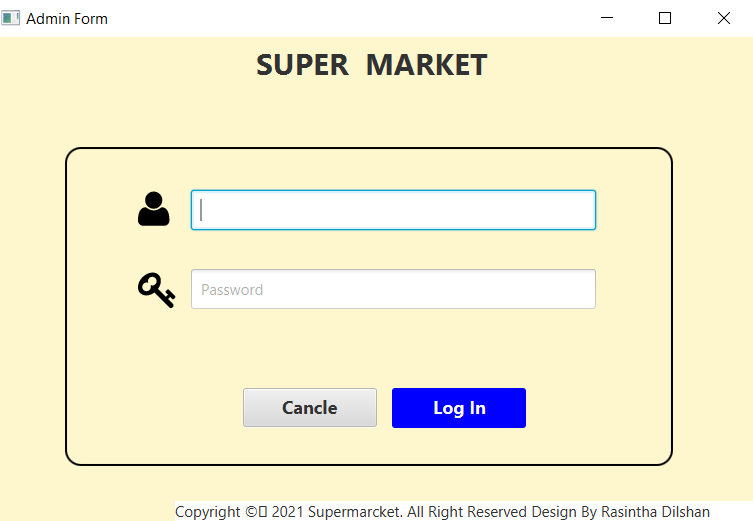 Admin Form
SUPER MARKET
Password
Cancle
Log In
Copyright ©▯ 2021 Supermarcket. All Right Reserved Design By Rasintha Dilshan